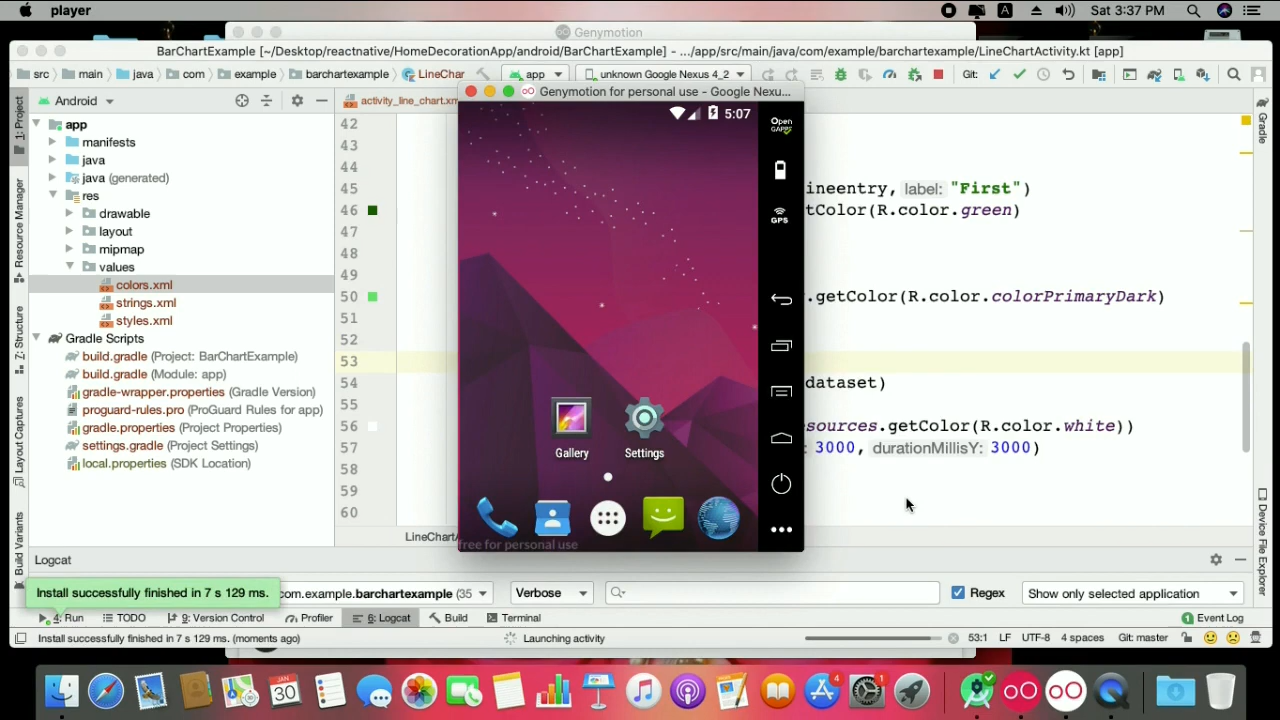 player
A
Sat 3:37 PM
Genymotion
BarChartExample [~/Desktop/reactnative/HomeDecorationApp/android/BarChartExample] - .../app/src/main/java/com/example/barchartexample/LineChartActivity.kt [app]
src
main
java
com
example
barchartexample
LineChar
app
unknown Google Nexus 4_2
Git:
Android
activity_line_chart.xm
Genymotion for personal use - Google Nexu...
1: Project
Resource Manager
Z: Structure
Layout Captures
Build Variants
Gradle
Device File Explorer
app
manifests
java
java (generated)
res
drawable
layout
mipmap
values
colors.xml
strings.xml
styles.xml
Gradle Scripts
build.gradle (Project: BarChartExample)
build.gradle (Module: app)
gradle-wrapper.properties (Gradle Version)
proguard-rules.pro (ProGuard Rules for app)
gradle.properties (Project Properties)
settings.gradle (Project Settings)
local.properties (SDK Location)
42
43
44
45 ineentry, label: "First")
46 tColor(R.color.green)
47
48
49
50 .getColor(R.color.colorPrimaryDark)
51
52
53
54 dataset)
55
56 sources.getColor(R.color.white))
57 : 3000, durationMillisY: 3000)
58
59
60
5:07
Open GAPPS
GPS
Gallery
Settings
free for personal use
LineChartA
Logcat
Install successfully finished in 7 s 129 ms.
com.example.barchartexample (35
Verbose
Regex
Show only selected application
4: Run
TODO
9: Version Control
Profiler
6: Logcat
Build
Terminal
1 Event Log
Install successfully finished in 7 s 129 ms. (moments ago)
Launching activity
53:1
LF
UTF-8
4 spaces
Git: master
JAN
30
4
1